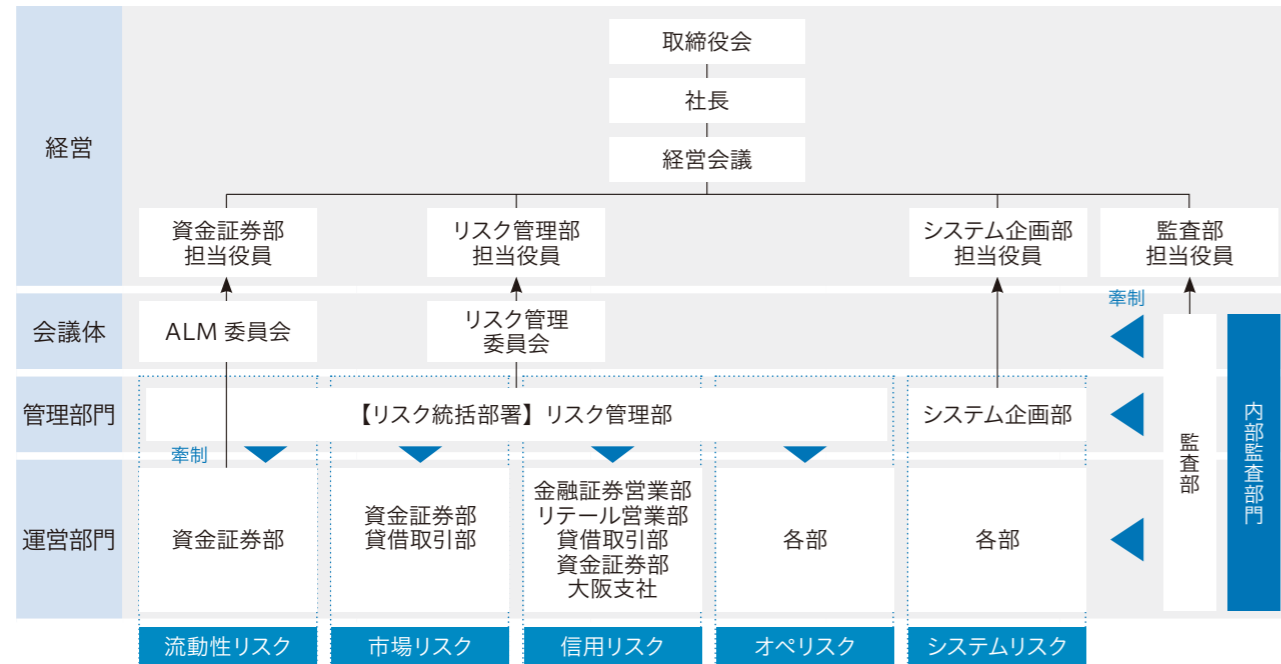 経営
取締役会
社長
経営会議
資金証券部
担当役員
リスク管理部
担当役員
システム企画部
担当役員
監査部
担当役員
会議体
ALM 委員会
リスク管理
委員会
牽制
管理部門
【リスク統括部署】リスク管理部
システム企画部
牽制
運営部門
資金証券部
資金証券部
貸借取引部
金融証券営業部
リテール営業部
貸借取引部
資金証券部
大阪支社
各部
各部
監査部
内部監査部門
流動性リスク
市場リスク
信用リスク
オペリスク
システムリスク